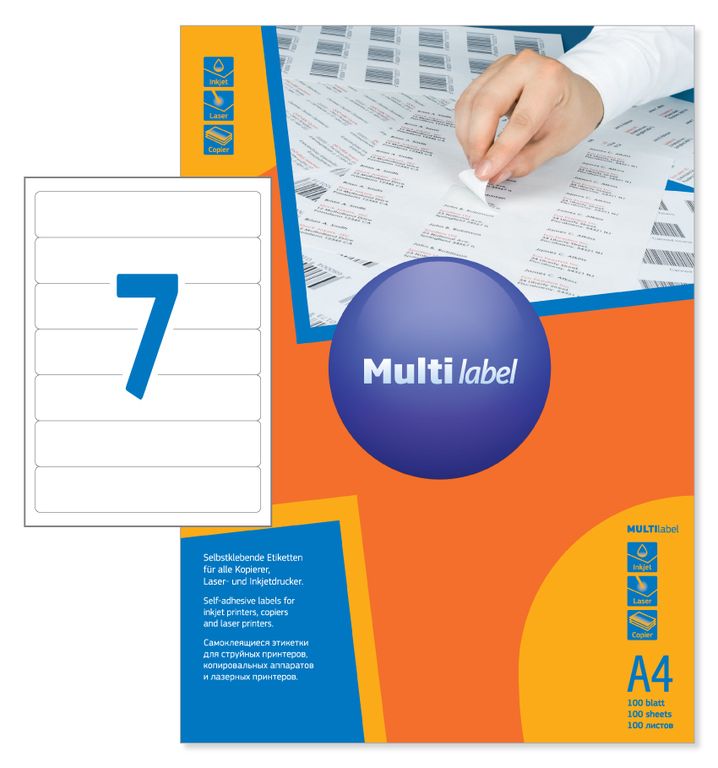 Inkjet
Laser
Copier
7
Multi label
Selbstklebende Etiketten
für alle Kopierer,
Laser- und Inkjetdrucker.
Self-adhesive labels for
inkjet printers, copiers
and laser printers.
Самоклеящиеся этикетки
для струйных принтеров,
копировальных аппаратов
и лазерных принтеров.
MULTIlabel
Inkjet
Laser
Copier
A4
100 blatt
100 sheets
100 листов